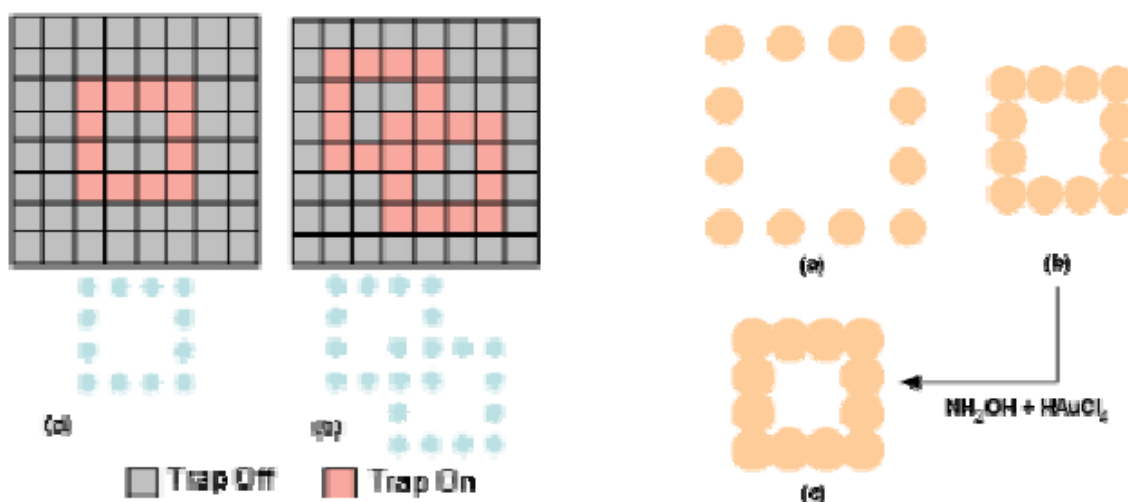 (a)
(b)
(c)
NH₂OH + HAuCl₄
Trap Off
Trap On